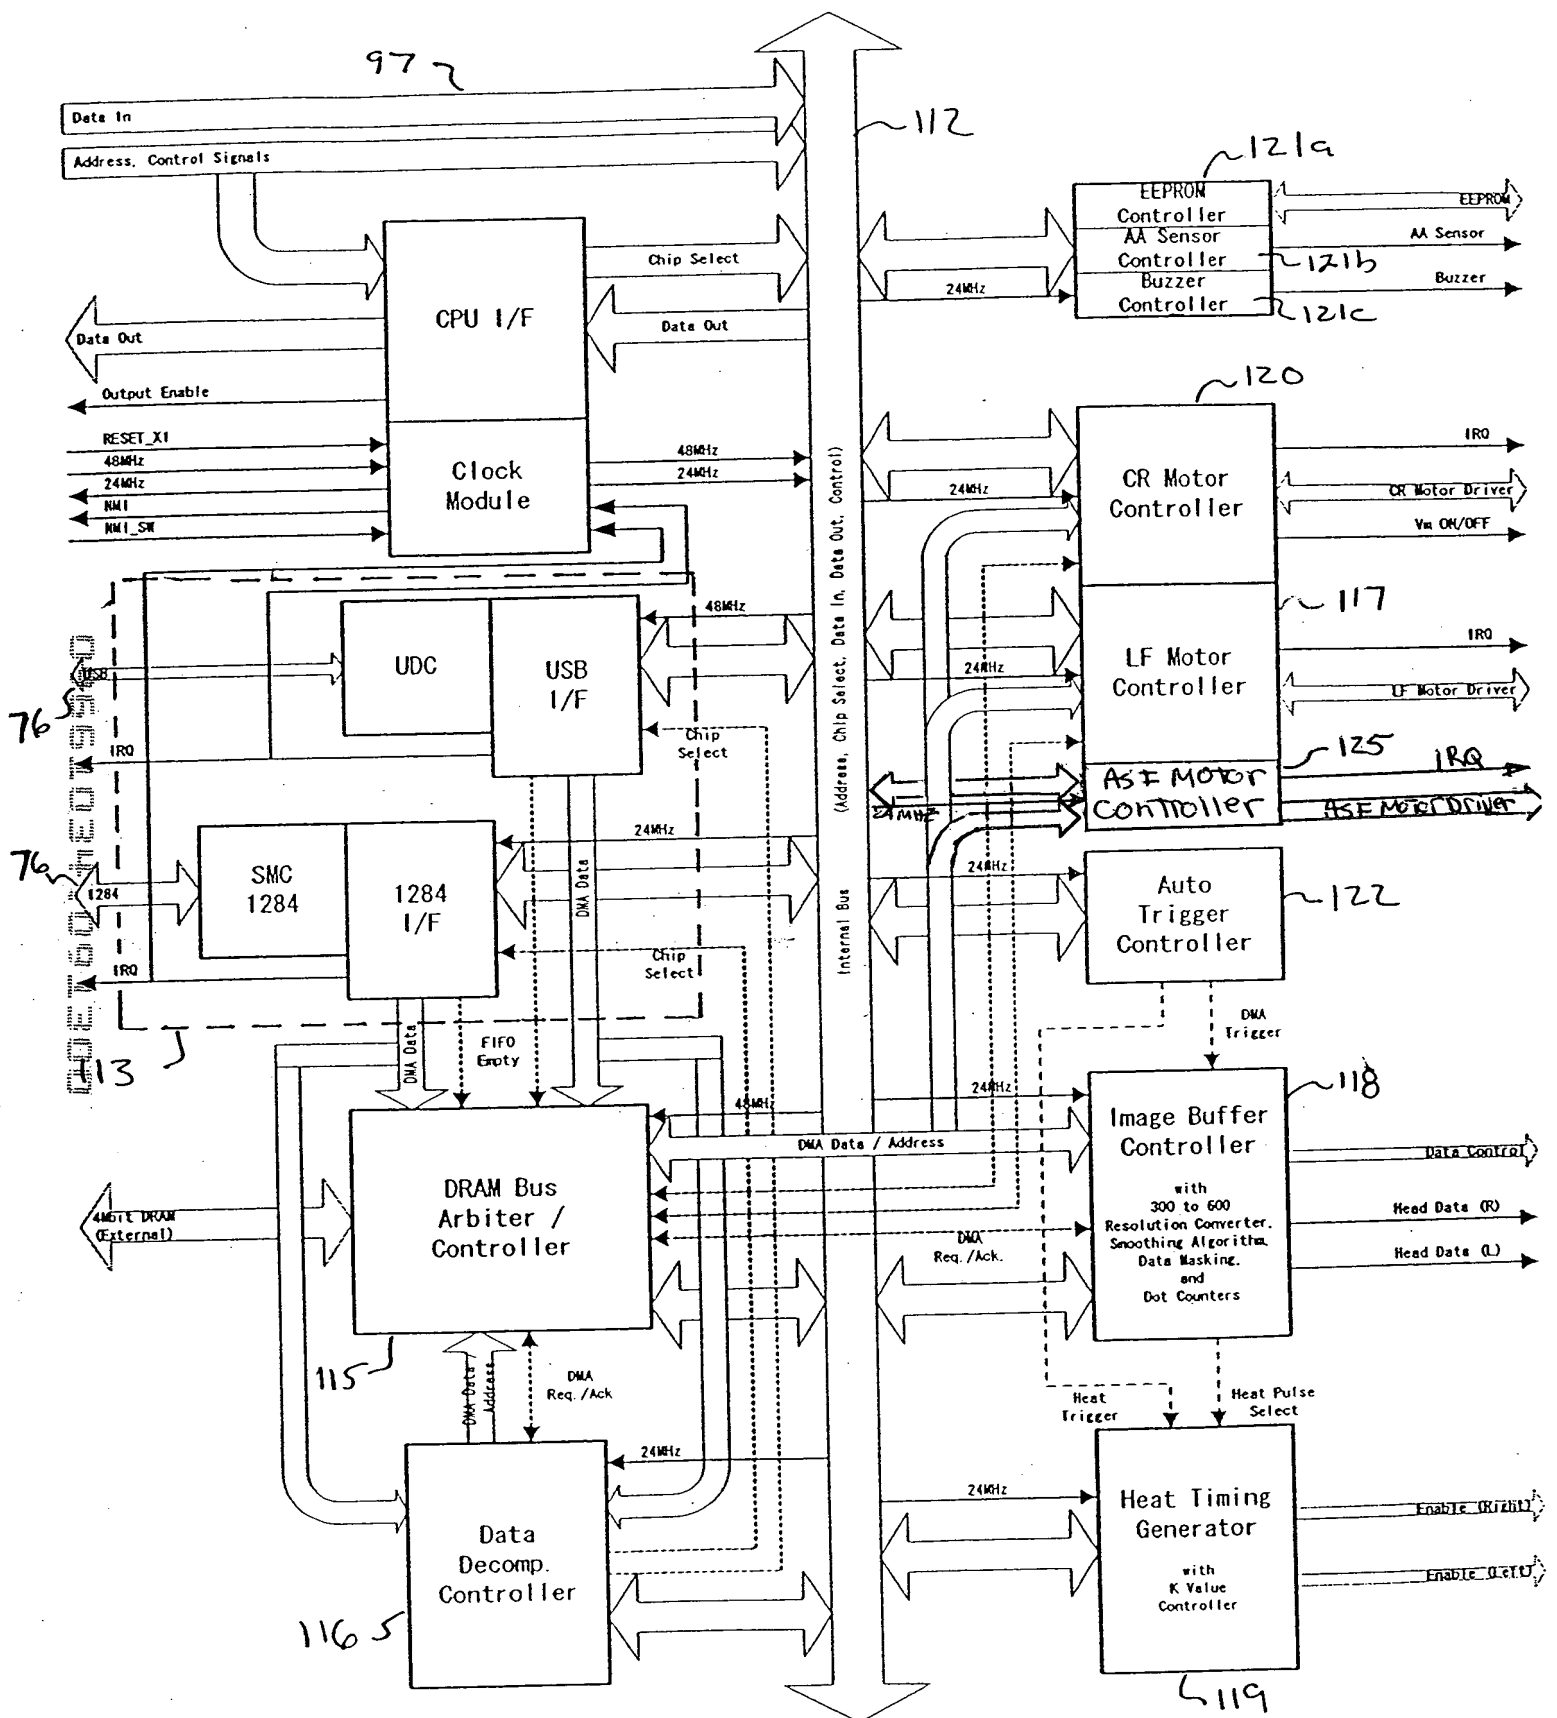 97
Data In
Address, Control Signals
112
CPU I/F
Chip Select
Data Out
Data Out
Output Enable
RESET_X1
48MHz
24MHz
NMI
NMI_SW
Clock
Module
48MHz
24MHz
121a
EEPROM
Controller
AA Sensor
Controller
Buzzer
Controller
EEPROM
AA Sensor
121b
Buzzer
121c
24MHz
120
CR Motor
Controller
IRQ
CR Motor Driver
Vm ON/OFF
24MHz
117
LF Motor
Controller
IRQ
LF Motor Driver
24MHz
125
ASF MOTOR
Controller
IRQ
ASF Motor Driver
24MHz
Internal Bus (Address, Chip Select, Data In, Data Out, Control)
USB
76
UDC
USB
I/F
48MHz
Chip
Select
IRQ
76
1284
SMC
1284
1284
I/F
24MHz
DMA Data
Chip
Select
IRQ
113
DMA Data
FIFO
Empty
24MHz
Auto
Trigger
Controller
122
DMA
Trigger
48MHz
DMA Data / Address
24MHz
118
Image Buffer
Controller
with
300 to 600
Resolution Converter,
Smoothing Algorithm,
Data Masking,
and
Dot Counters
Data Control
Head Data (R)
Head Data (L)
4Mbit DRAM
(External)
DRAM Bus
Arbiter /
Controller
DMA
Req./Ack.
115
DMA Data /
Address
DMA
Req./Ack
Heat
Trigger
Heat Pulse
Select
24MHz
Data
Decomp.
Controller
116
24MHz
Heat Timing
Generator
with
K Value
Controller
Enable (Right)
Enable (Left)
119